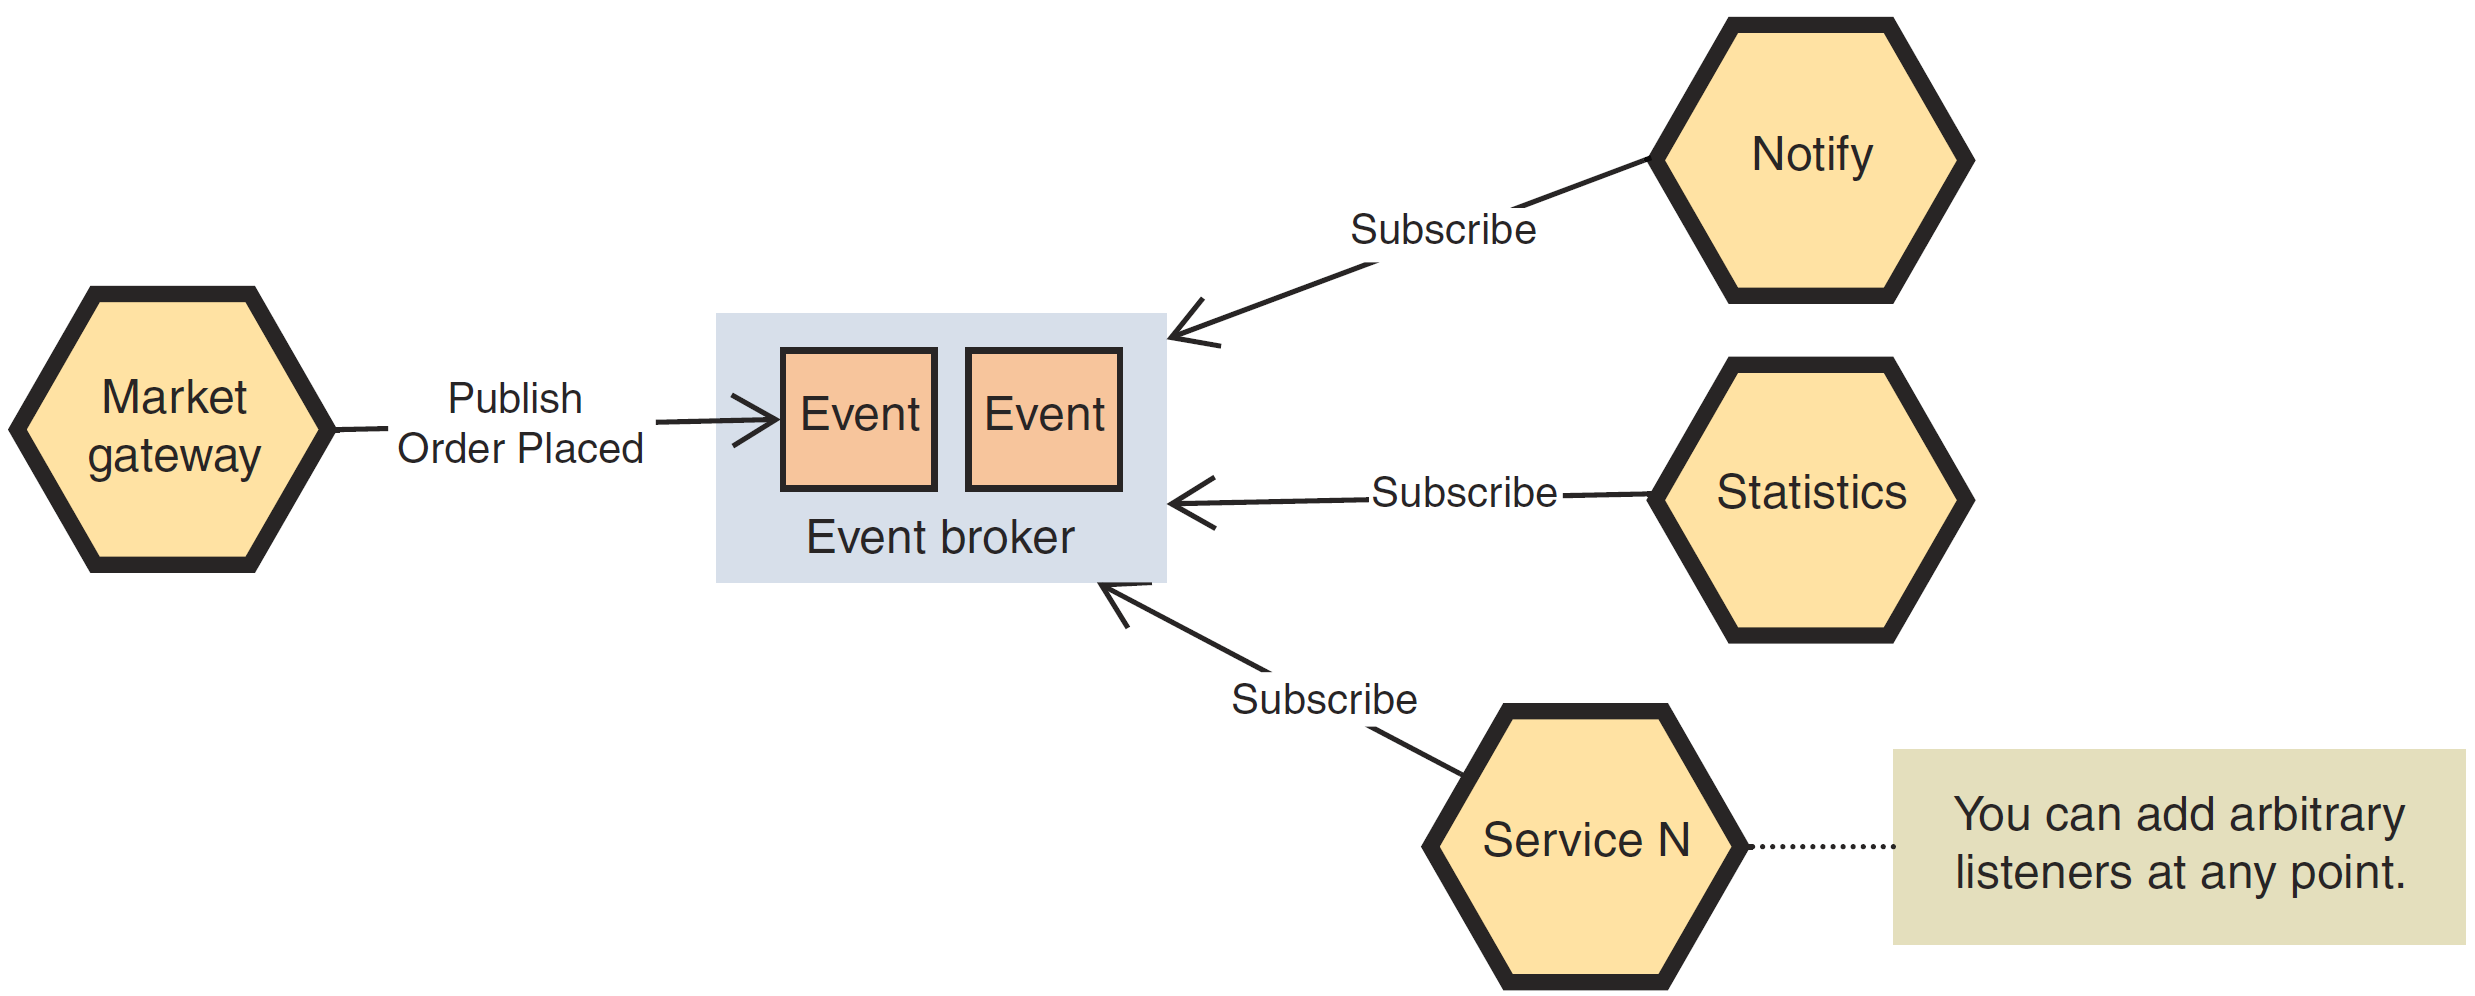 Market
gateway
Publish
Order Placed
Event
Event
Event broker
Subscribe
Notify
Subscribe
Statistics
Subscribe
Service N
You can add arbitrary
listeners at any point.